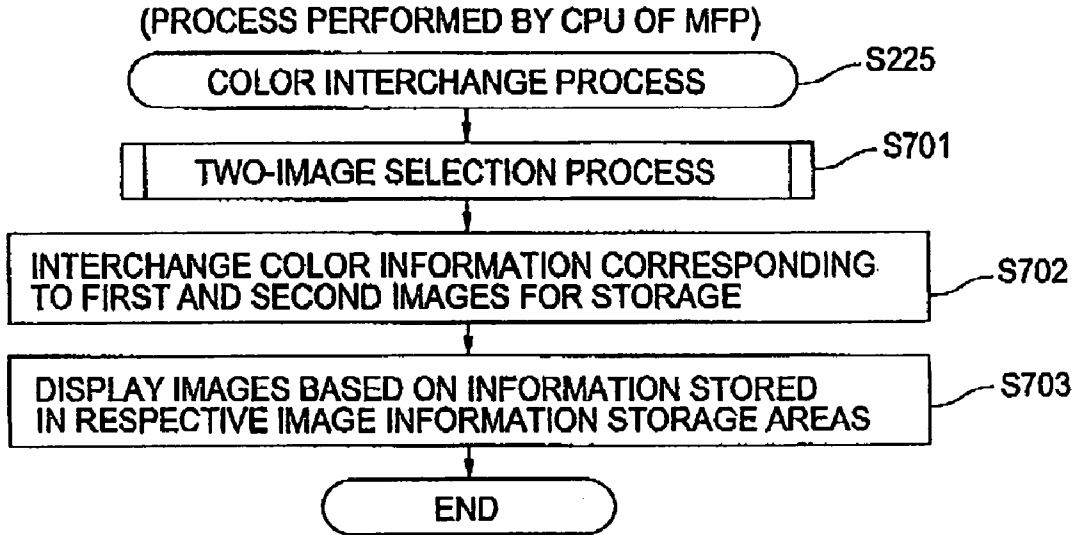 (PROCESS PERFORMED BY CPU OF MFP)
COLOR INTERCHANGE PROCESS
S225
TWO-IMAGE SELECTION PROCESS
S701
INTERCHANGE COLOR INFORMATION CORRESPONDING
TO FIRST AND SECOND IMAGES FOR STORAGE
S702
DISPLAY IMAGES BASED ON INFORMATION STORED
IN RESPECTIVE IMAGE INFORMATION STORAGE AREAS
S703
END